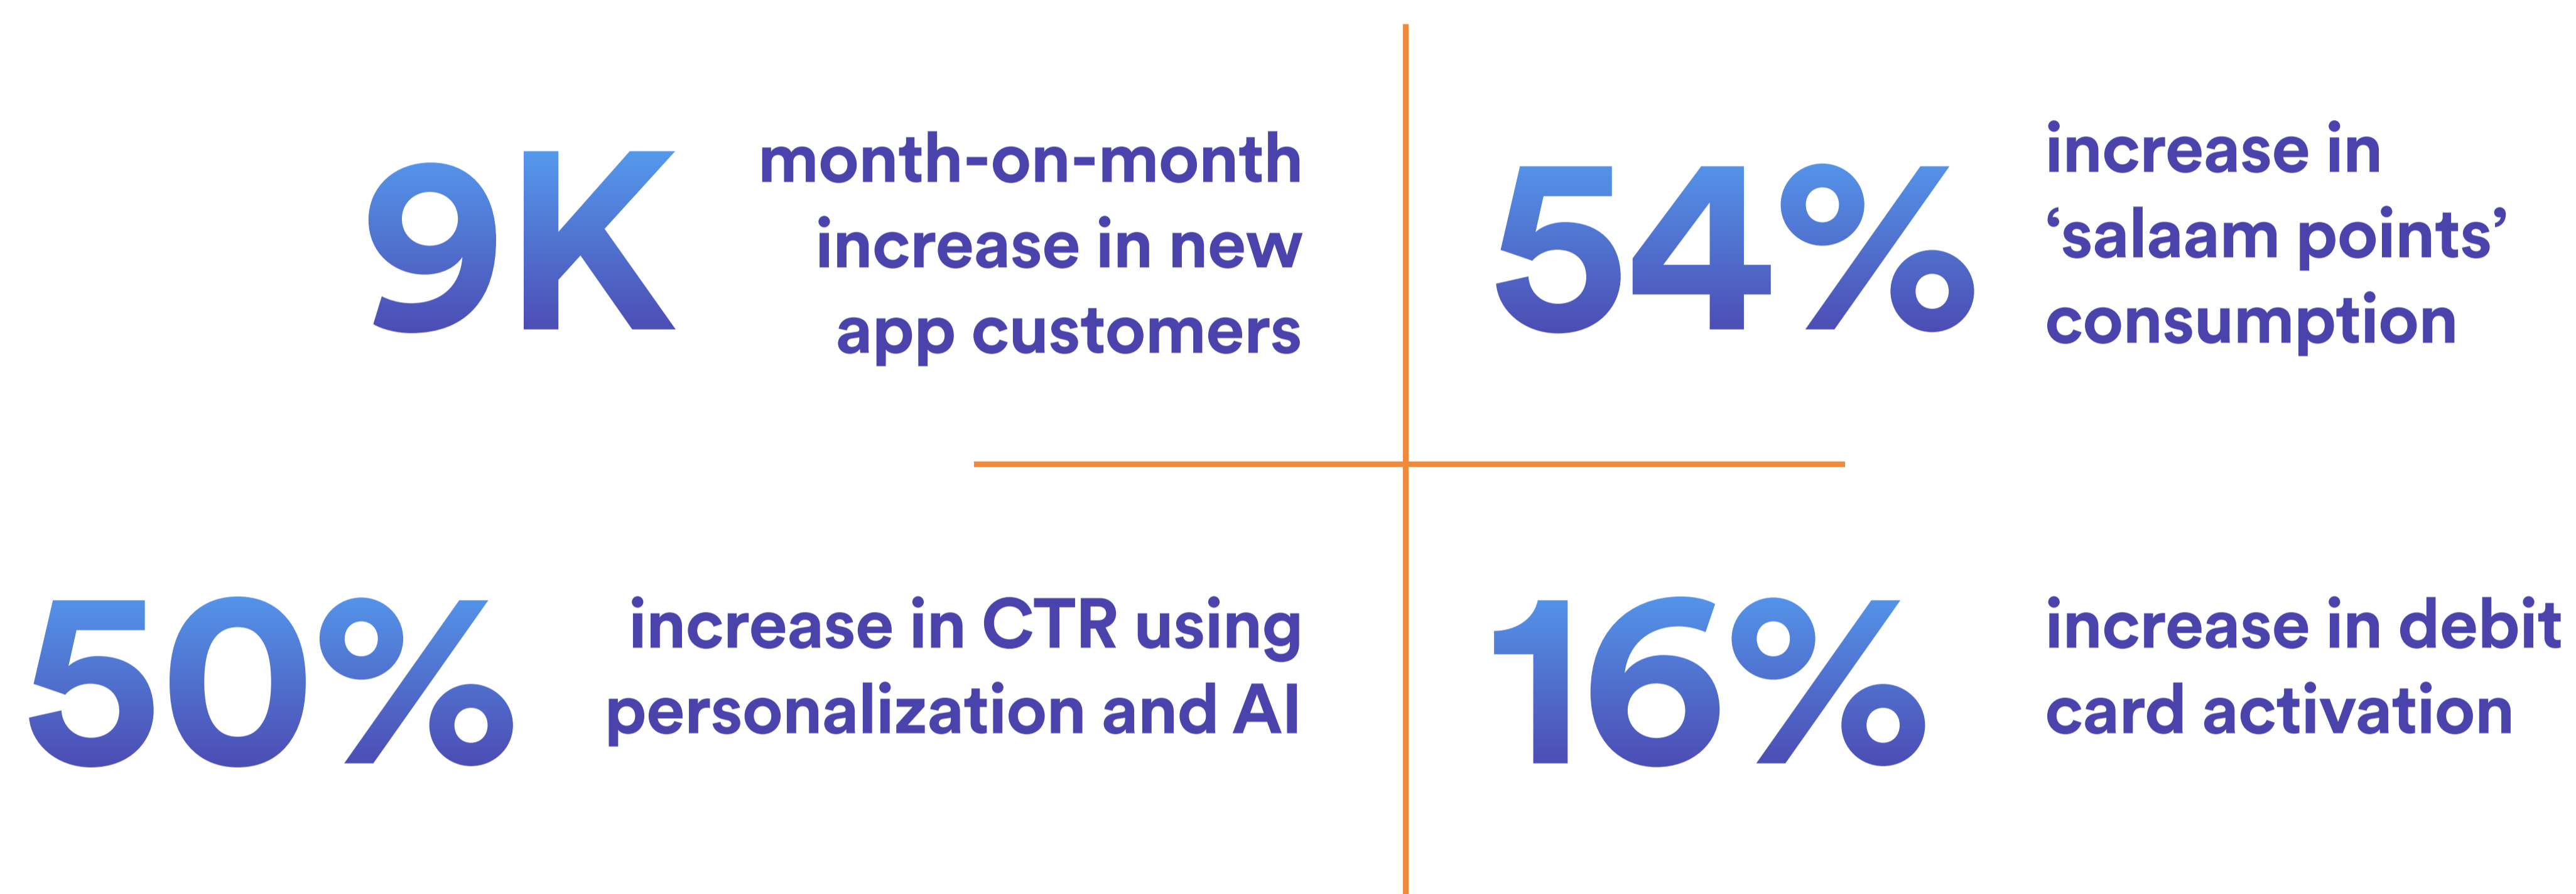 9K
month-on-month
increase in new
app customers
54%
increase in
‘salaam points’
consumption
50%
increase in CTR using
personalization and AI
16%
increase in debit
card activation